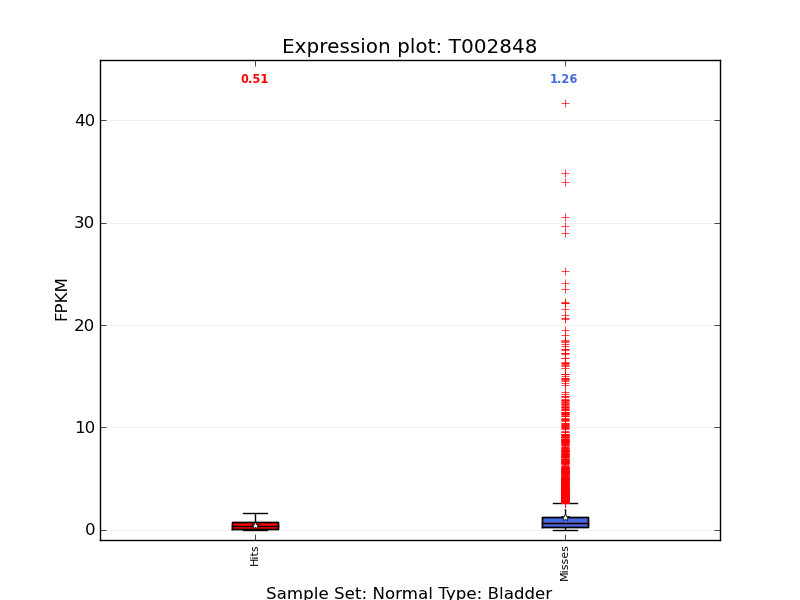 Expression plot: T002848
0.51
1.26
40
30
20
10
0
FPKM
Hits
Misses
Sample Set: Normal Type: Bladder